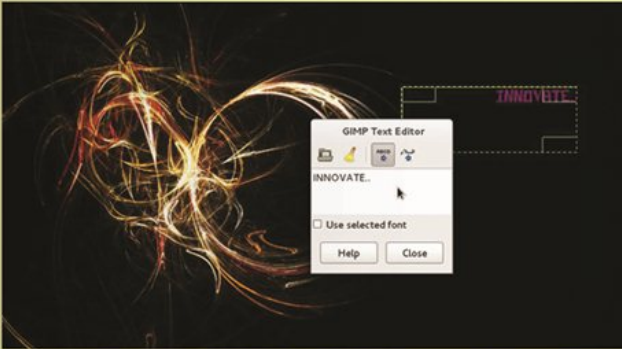 INNOVATE..
GIMP Text Editor
INNOVATE..
Use selected font
Help
Close